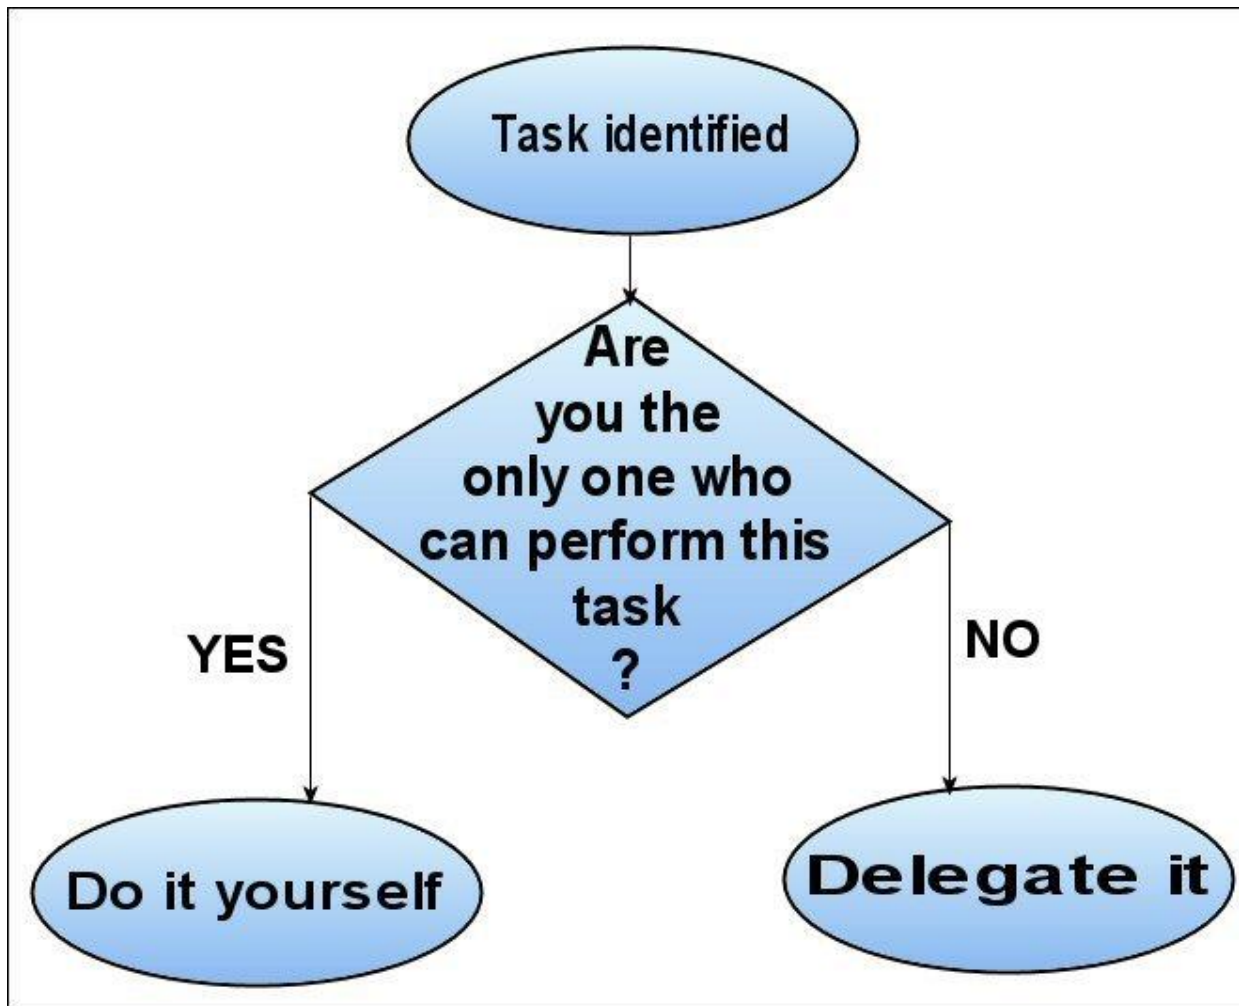 Task identified
Are
you the
only one who
can perform this
task
?
YES
NO
Do it yourself
Delegate it